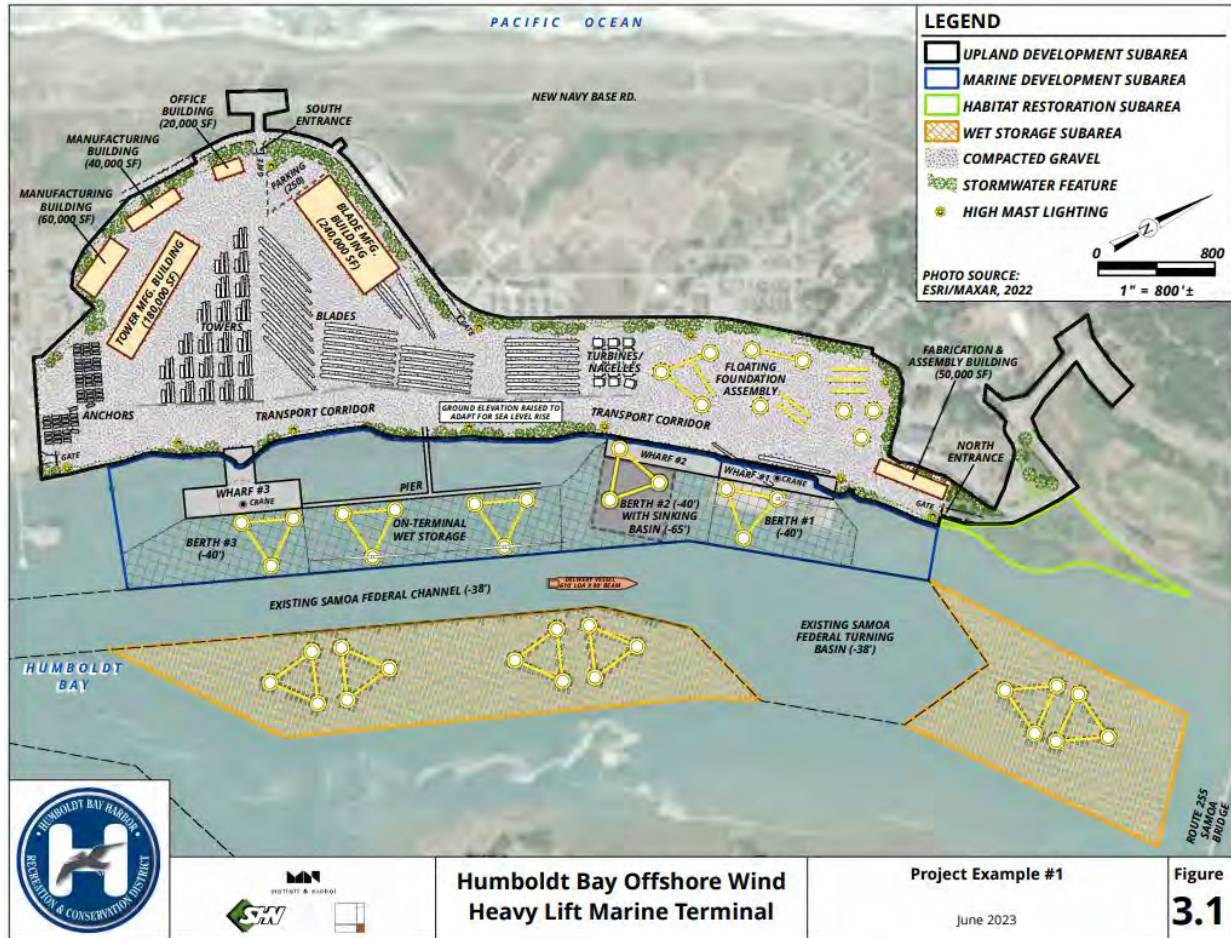 PACIFIC OCEAN
NEW NAVY BASE RD.
LEGEND
UPLAND DEVELOPMENT SUBAREA
MARINE DEVELOPMENT SUBAREA
HABITAT RESTORATION SUBAREA
WET STORAGE SUBAREA
COMPACTED GRAVEL
STORMWATER FEATURE
HIGH MAST LIGHTING
N
0 800
1" = 800'±
PHOTO SOURCE:
ESRI/MAXAR, 2022
OFFICE
BUILDING
(20,000 SF)
SOUTH
ENTRANCE
MANUFACTURING
BUILDING
(40,000 SF)
MANUFACTURING
BUILDING
(60,000 SF)
GATE
PARKING
(250)
BLADE MFG.
BUILDING
(240,000 SF)
TOWER MFG. BUILDING
(180,000 SF)
TOWERS
BLADES
GATE
TURBINES/
NACELLES
FLOATING
FOUNDATION
ASSEMBLY
FABRICATION &
ASSEMBLY BUILDING
(50,000 SF)
ANCHORS
TRANSPORT CORRIDOR
GROUND ELEVATION RAISED TO
ADAPT FOR SEA LEVEL RISE
TRANSPORT CORRIDOR
GATE
NORTH
ENTRANCE
GATE
WHARF #3
CRANE
PIER
WHARF #2
WHARF #1
CRANE
BERTH #3
(-40')
ON-TERMINAL
WET STORAGE
BERTH #2 (-40')
WITH SINKING
BASIN (-65')
BERTH #1
(-40')
EXISTING SAMOA FEDERAL CHANNEL (-38')
DELIVERY VESSEL
EXISTING SAMOA
FEDERAL TURNING
BASIN (-38')
HUMBOLDT
BAY
ROUTE 255
SAMOA
BRIDGE
HUMBOLDT BAY HARBOR
RECREATION & CONSERVATION DISTRICT
moffatt & nichol
SHN
Humboldt Bay Offshore Wind
Heavy Lift Marine Terminal
Project Example #1
June 2023
Figure
3.1